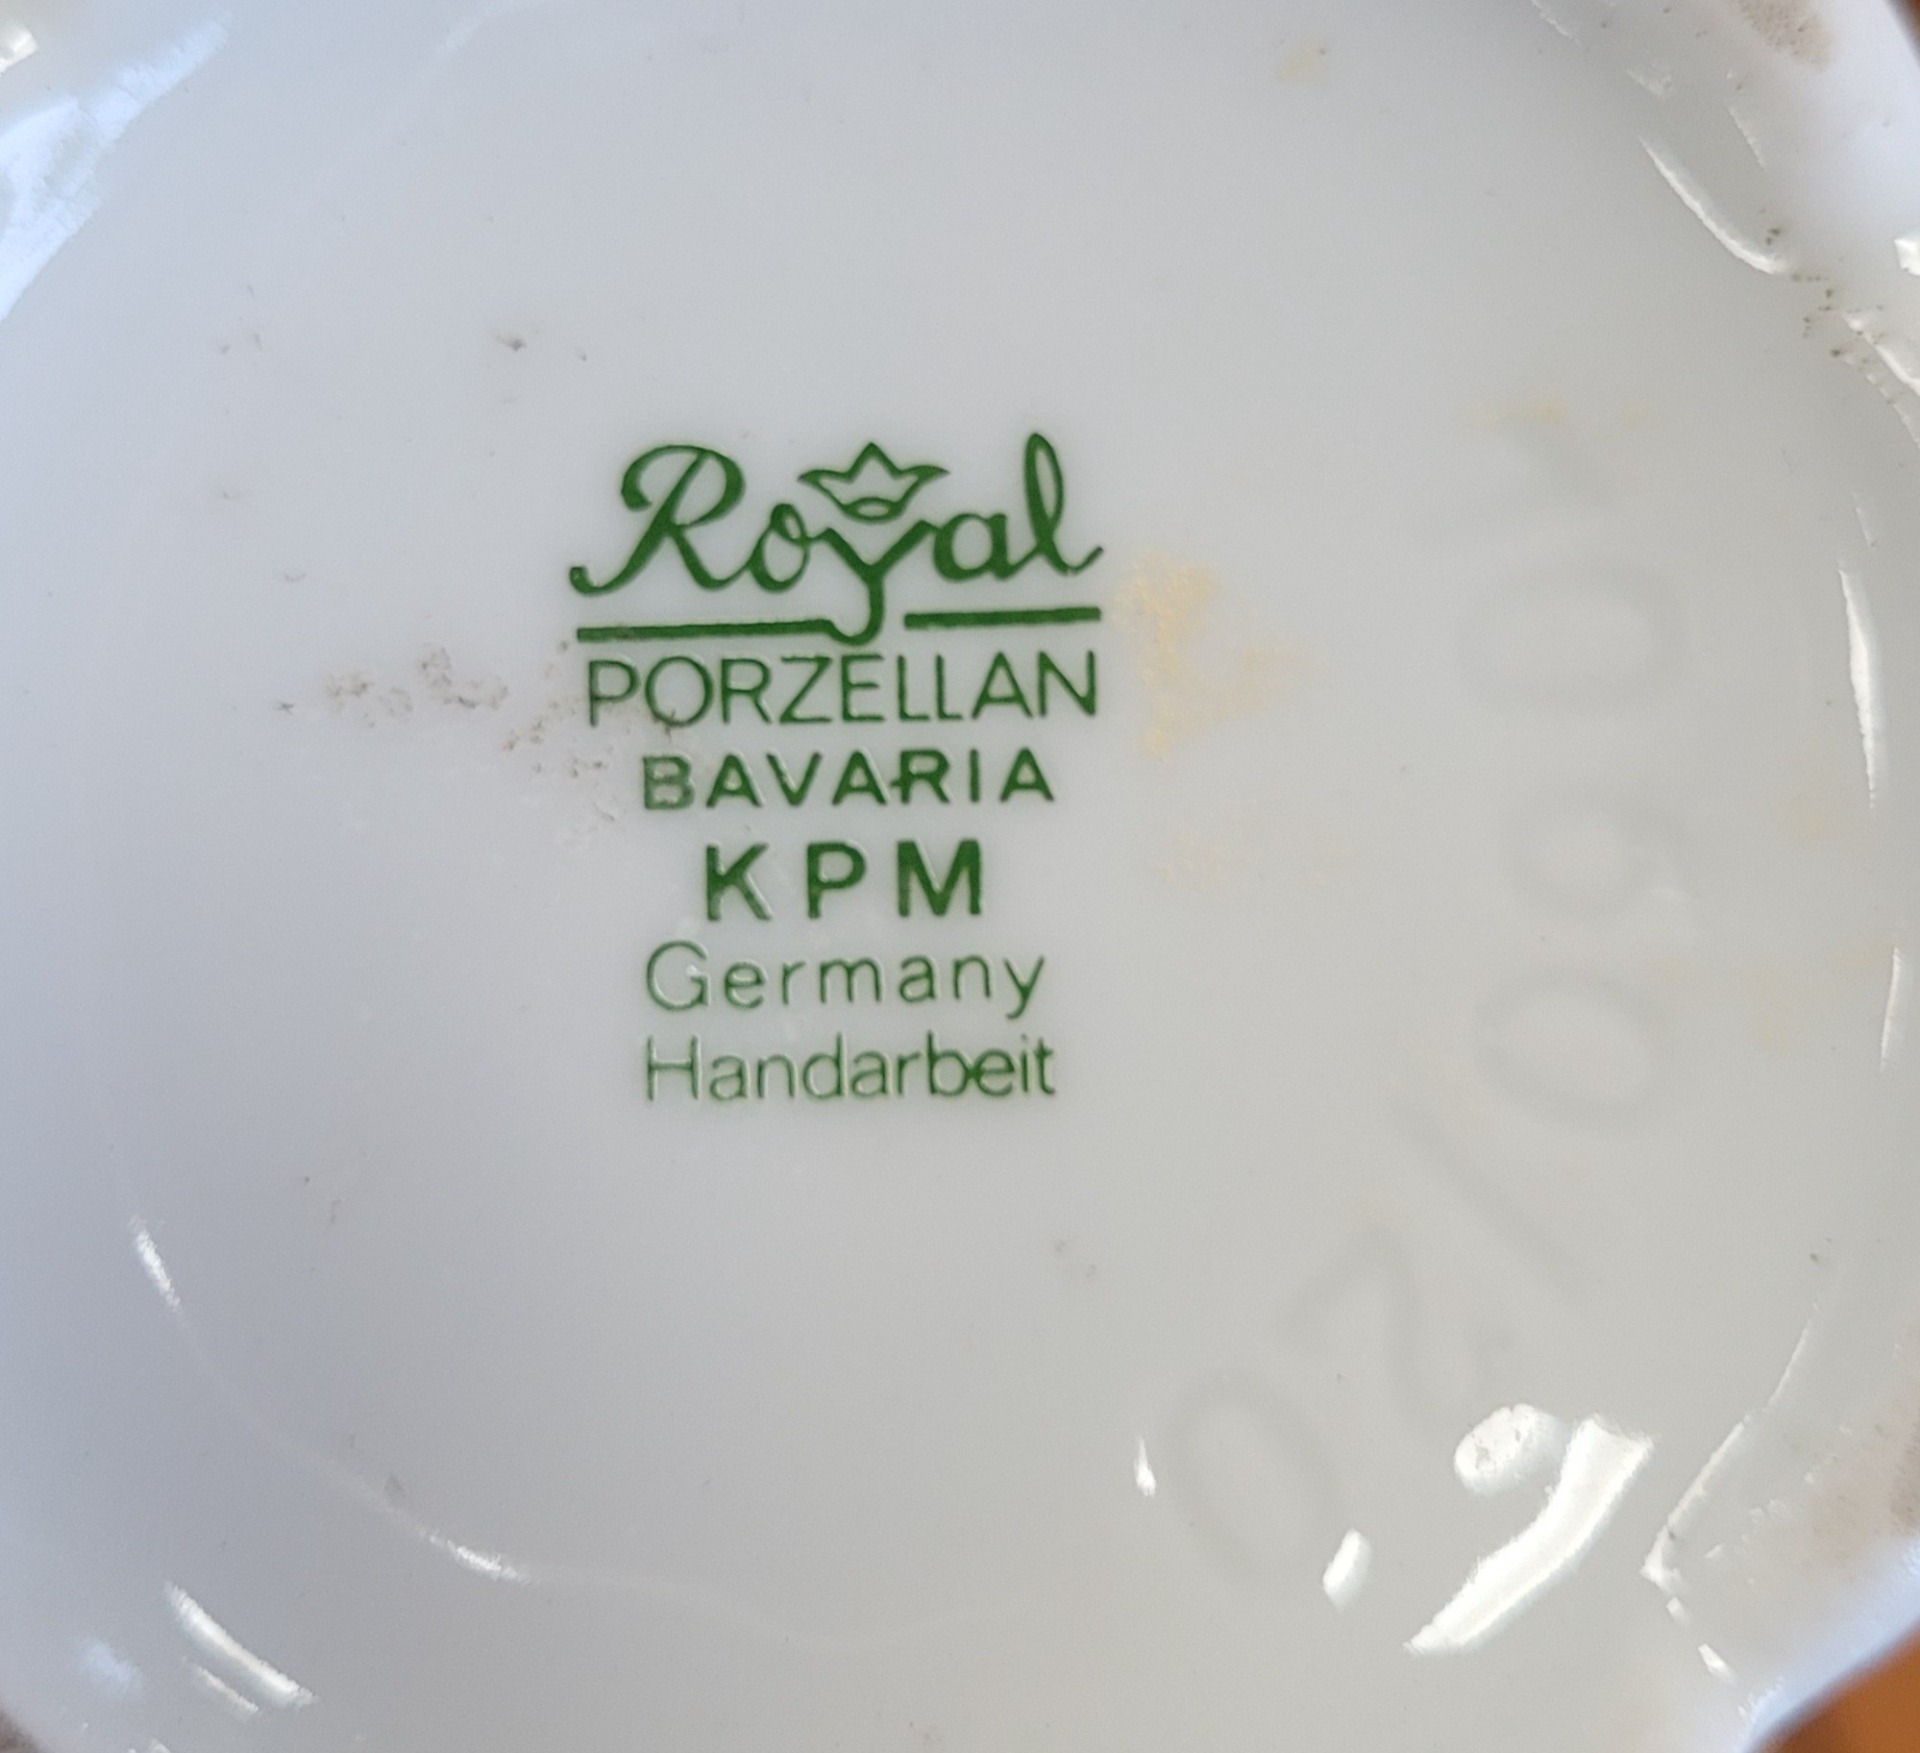 Royal
PORZELLAN
BAVARIA
KPM
Germany
Handarbeit